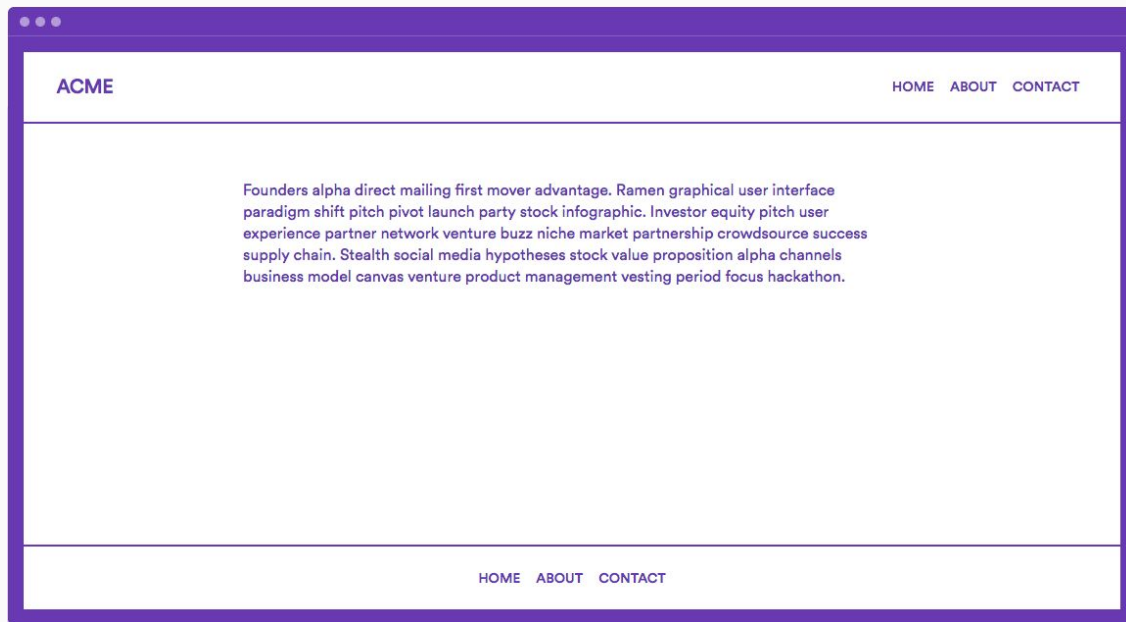 ACME
HOME ABOUT CONTACT
Founders alpha direct mailing first mover advantage. Ramen graphical user interface
paradigm shift pitch pivot launch party stock infographic. Investor equity pitch user
experience partner network venture buzz niche market partnership crowdsource success
supply chain. Stealth social media hypotheses stock value proposition alpha channels
business model canvas venture product management vesting period focus hackathon.
HOME ABOUT CONTACT